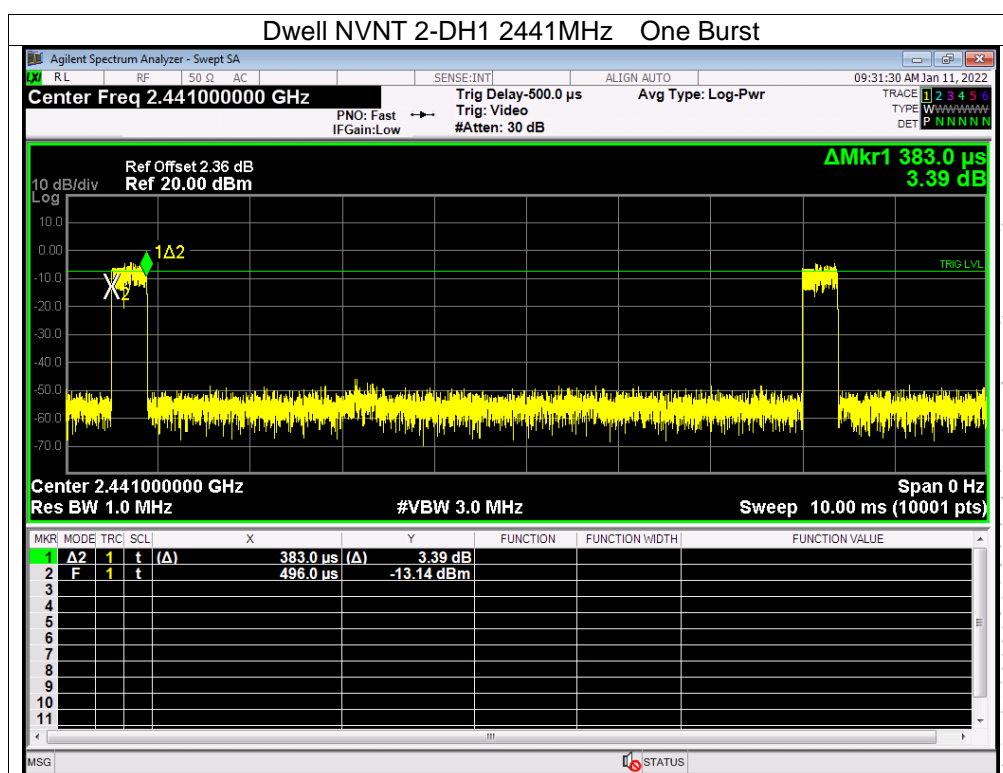 Dwell NVNT 2-DH1 2441MHz One Burst
Agilent Spectrum Analyzer - Swept SA
LXI RL RF 50 Ω AC SENSE:INT ALIGN AUTO 09:31:30 AM Jan 11, 2022
Center Freq 2.441000000 GHz Trig Delay-500.0 µs Avg Type: Log-Pwr TRACE 1 2 3 4 5 6
PNO: Fast Trig: Video TYPE WWWWWW
IFGain:Low #Atten: 30 dB DET P N N N N N
ΔMkr1 383.0 µs
3.39 dB
Ref Offset 2.36 dB
10 dB/div Ref 20.00 dBm
Log
10.0
0.00
1Δ2
TRIG LVL
-10.0
X2
-20.0
-30.0
-40.0
-50.0
-60.0
-70.0
Center 2.441000000 GHz Span 0 Hz
Res BW 1.0 MHz #VBW 3.0 MHz Sweep 10.00 ms (10001 pts)
MKR MODE TRC SCL X Y FUNCTION FUNCTION WIDTH FUNCTION VALUE
1 Δ2 1 t (Δ) 383.0 µs (Δ) 3.39 dB
2 F 1 t 496.0 µs -13.14 dBm
3
4
5
6
7
8
9
10
11
MSG STATUS